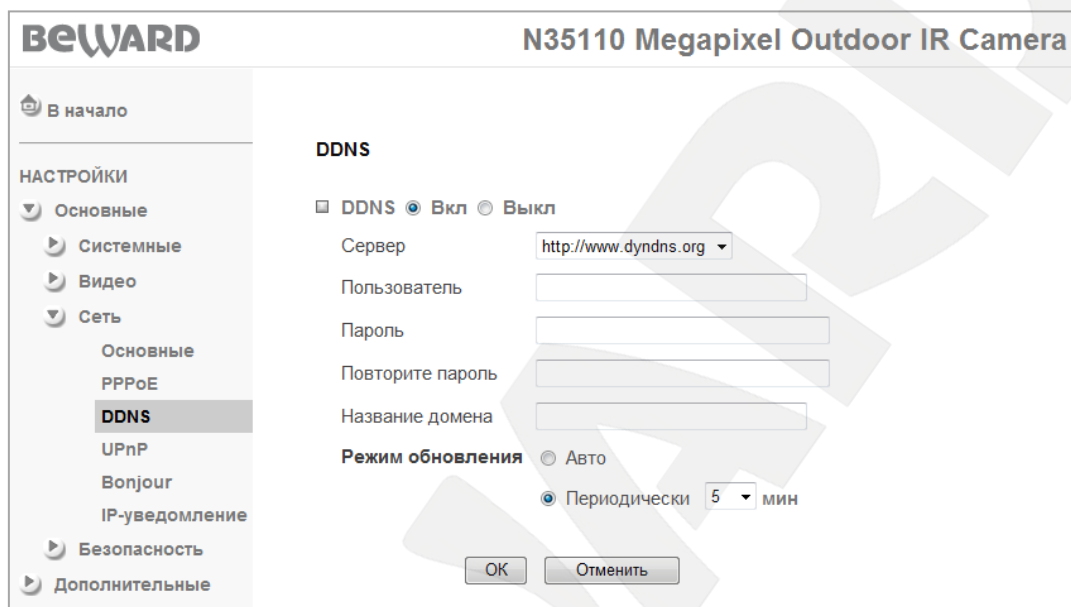 BEWARD
N35110 Megapixel Outdoor IR Camera
В начало
НАСТРОЙКИ
Основные
Системные
Видео
Сеть
Основные
PPPoE
DDNS
UPnP
Bonjour
IP-уведомление
Безопасность
Дополнительные
DDNS
DDNS Вкл Выкл
Сервер http://www.dyndns.org
Пользователь
Пароль
Повторите пароль
Название домена
Режим обновления Авто
Периодически 5 мин
OK Отменить